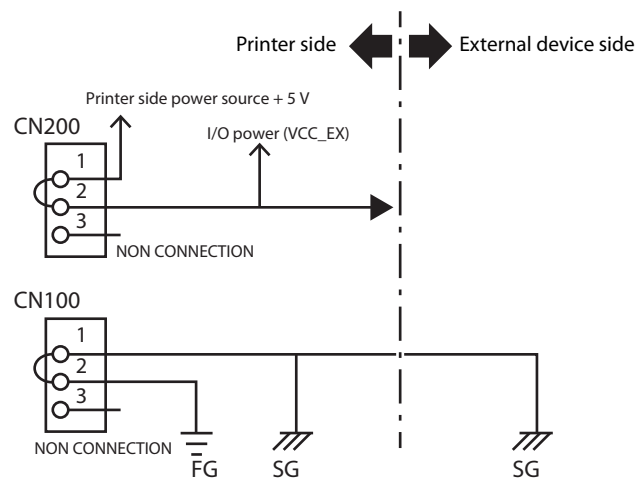 Printer side
External device side
Printer side power source + 5 V
I/O power (VCC_EX)
CN200
1
2
3
NON CONNECTION
CN100
1
2
3
NON CONNECTION
FG
SG
SG